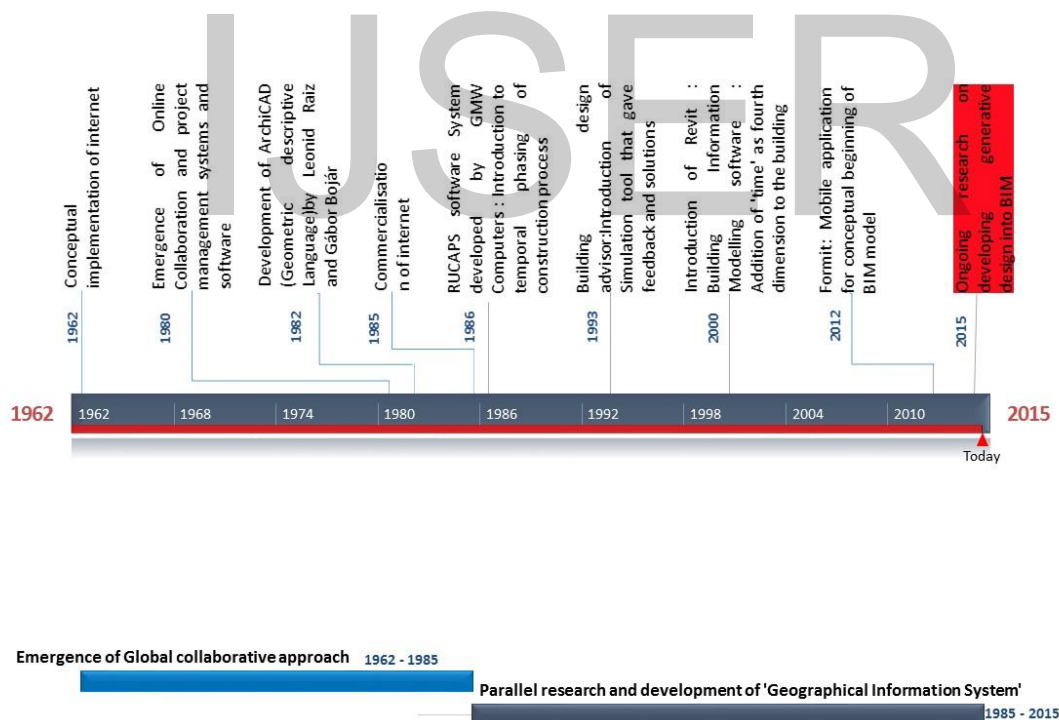 IJSER
Conceptual
implementation of internet
1962
Emergence of Online
Collaboration and project
management systems and
software
1980
Development of ArchiCAD
(Geometric descriptive
Language)by Leonid Raiz
and Gábor Bojár
1982
Commercialisatio
n of internet
1985
RUCAPS software System
developed by GMW
Computers : Introduction to
temporal phasing of
construction process
1986
Building design
advisor:Introduction of
Simulation tool that gave
feedback and solutions
1993
Introduction of Revit :
Building Information
Modelling software :
Addition of 'time' as fourth
dimension to the building
2000
Formit: Mobile application
for conceptual beginning of
BIM model
2012
Ongoing research on
developing generative
design into BIM
2015
1962 1962 1968 1974 1980 1986 1992 1998 2004 2010 2015
Today
Emergence of Global collaborative approach 1962 - 1985
Parallel research and development of 'Geographical Information System'
1985 - 2015